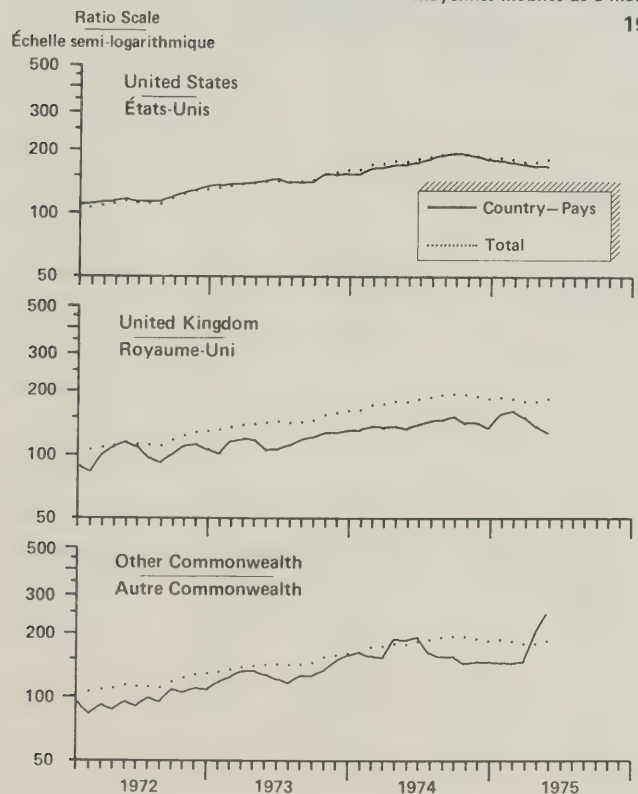 Ratio Scale
Échelle semi-logarithmique
19
500
300
200
100
50
United States
États-Unis
Country—Pays
Total
500
300
200
100
50
United Kingdom
Royaume-Uni
500
300
200
100
50
Other Commonwealth
Autre Commonwealth
1972 1973 1974 1975